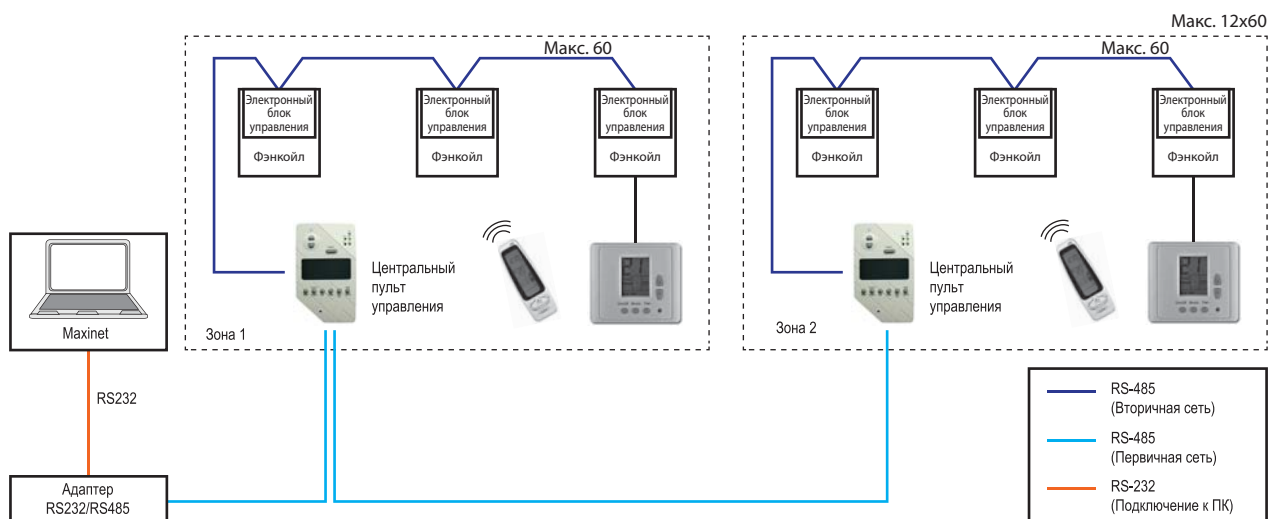 Макс. 12x60
Макс. 60
Электронный
блок
управления
Фэнкойл
Электронный
блок
управления
Фэнкойл
Электронный
блок
управления
Фэнкойл
Центральный
пульт
управления
Зона 1
Макс. 60
Электронный
блок
управления
Фэнкойл
Электронный
блок
управления
Фэнкойл
Электронный
блок
управления
Фэнкойл
Центральный
пульт
управления
Зона 2
Maxinet
RS232
Адаптер
RS232/RS485
RS-485
(Вторичная сеть)
RS-485
(Первичная сеть)
RS-232
(Подключение к ПК)